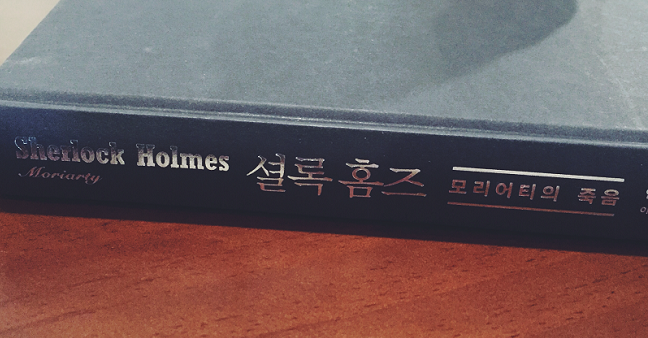 Sherlock Holmes
Moriarty
셜록 홈즈
모리어티의 죽음